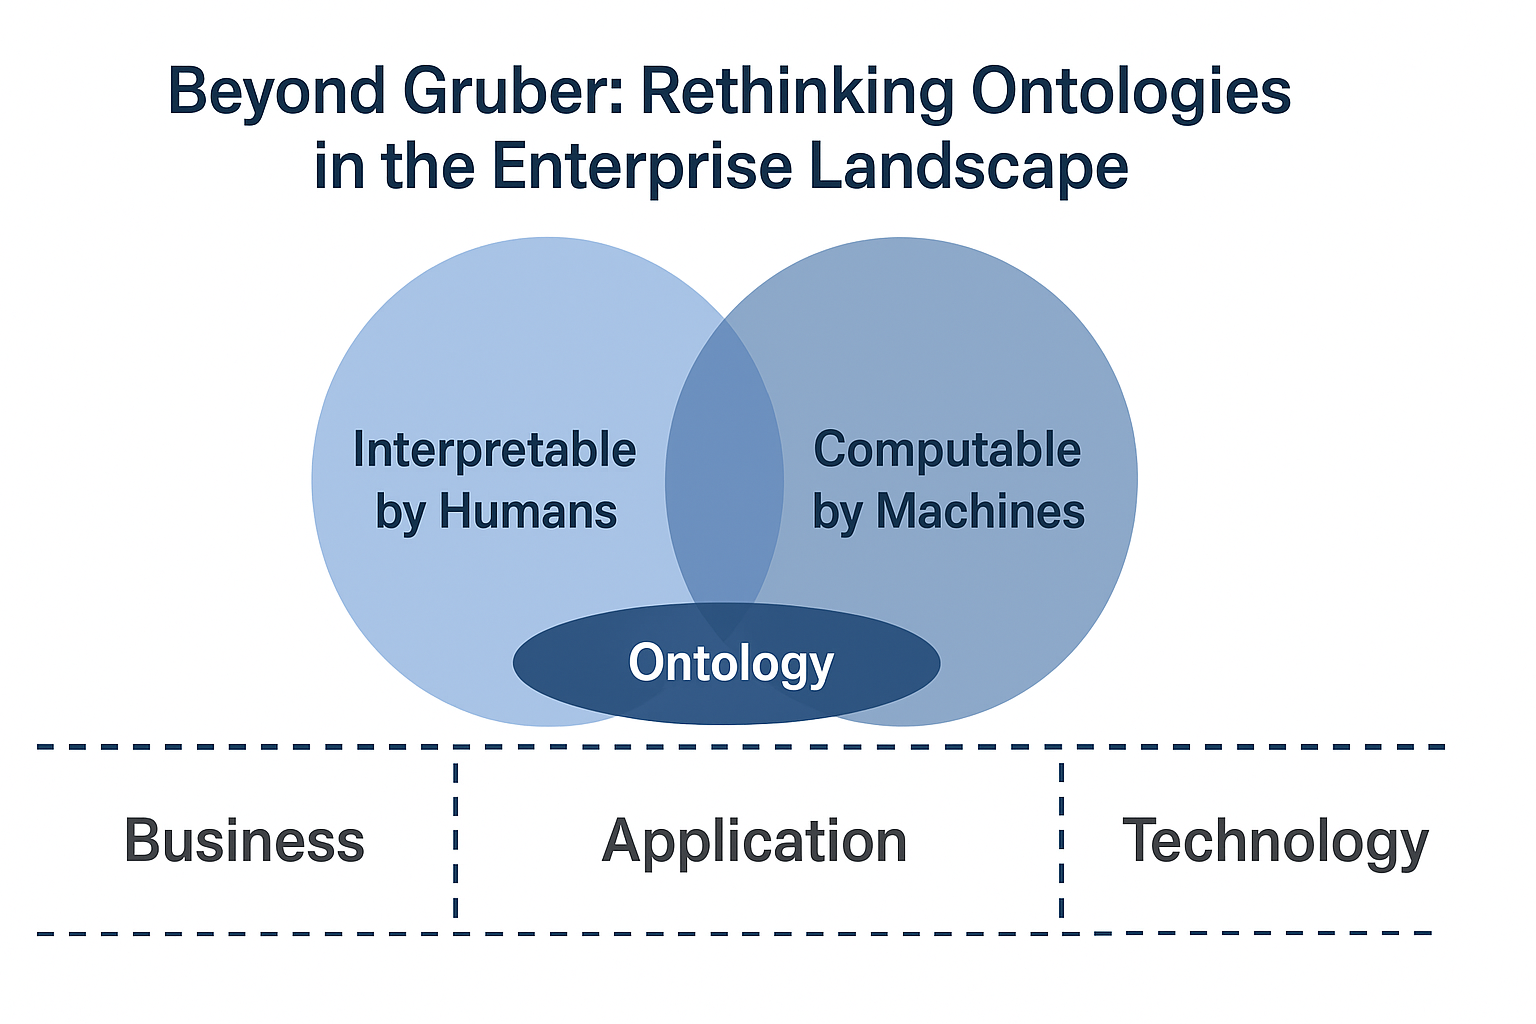 Beyond Gruber: Rethinking Ontologies
in the Enterprise Landscape
Interpretable
by Humans
Computable
by Machines
Ontology
Business
Application
Technology